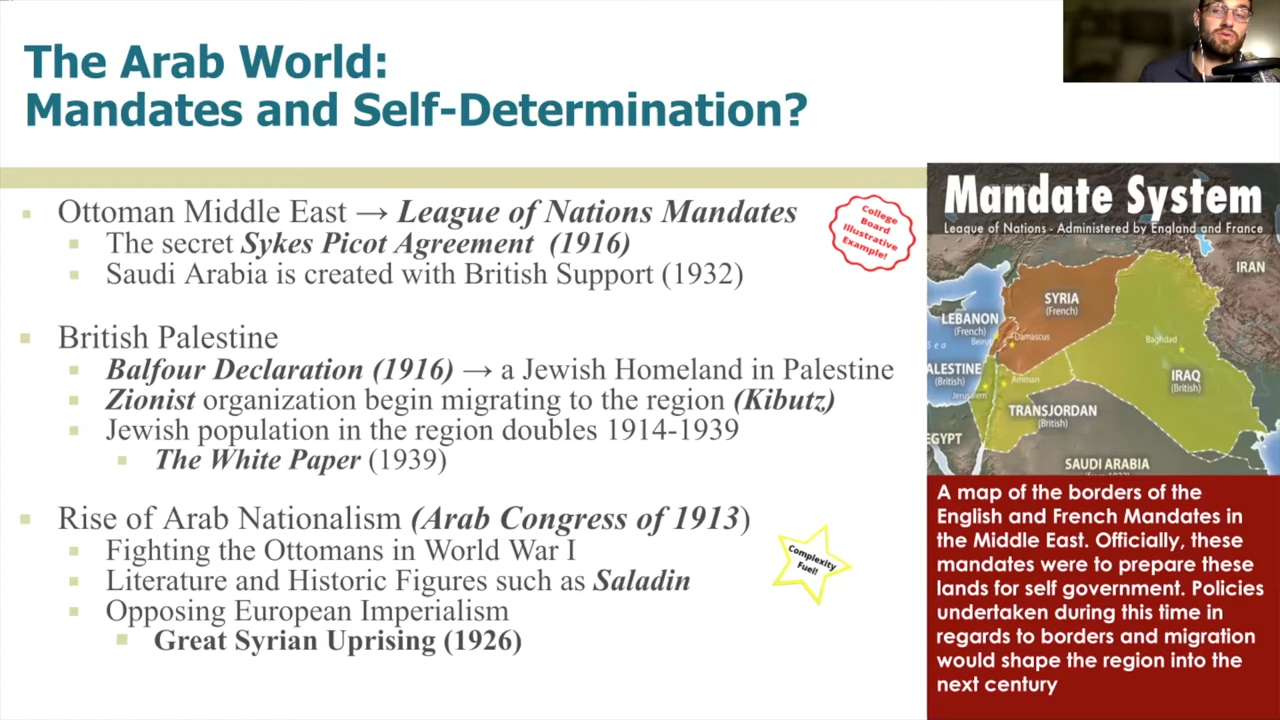 The Arab World:
Mandates and Self-Determination?
Ottoman Middle East → League of Nations Mandates
The secret Sykes Picot Agreement (1916)
Saudi Arabia is created with British Support (1932)
College
Board
Illustrative
Example!
British Palestine
Balfour Declaration (1916) → a Jewish Homeland in Palestine
Zionist organization begin migrating to the region (Kibutz)
Jewish population in the region doubles 1914-1939
The White Paper (1939)
Rise of Arab Nationalism (Arab Congress of 1913)
Fighting the Ottomans in World War I
Literature and Historic Figures such as Saladin
Opposing European Imperialism
Great Syrian Uprising (1926)
Complexity
Fuel!
Mandate System
League of Nations - Administered by England and France
IRAN
SYRIA
(French)
LEBANON
(French)
Beirut
Damascus
Sea
Baghdad
ALESTINE
(British)
Amman
IRAQ
(British)
Jerusalem
TRANSJORDAN
(British)
EGYPT
SAUDI ARABIA
A map of the borders of the
English and French Mandates in
the Middle East. Officially, these
mandates were to prepare these
lands for self government. Policies
undertaken during this time in
regards to borders and migration
would shape the region into the
next century